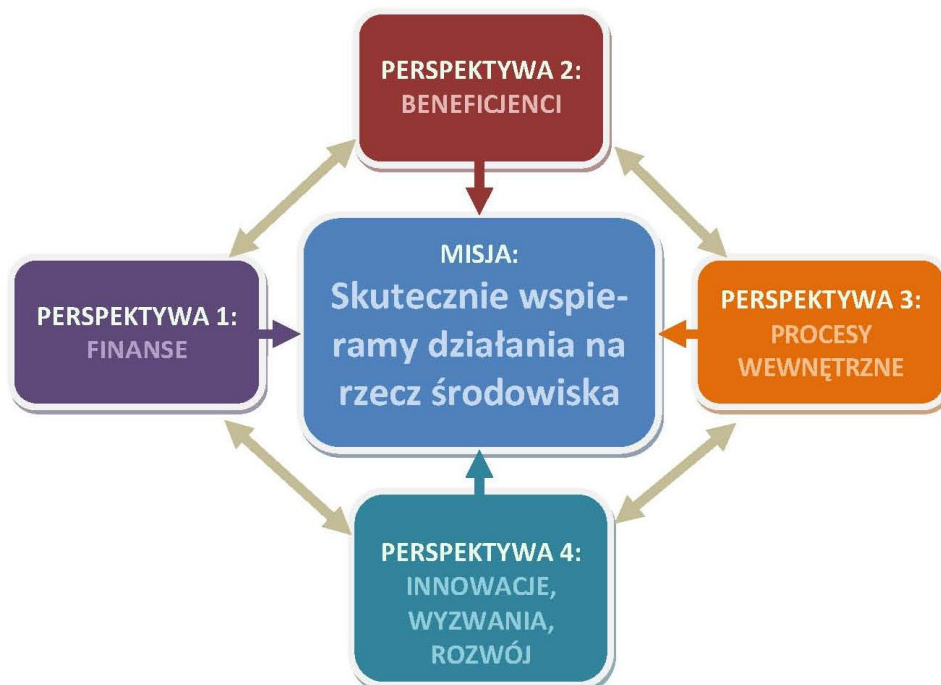 PERSPEKTYWA 2:
BENEFICJENCI
MISJA:
Skutecznie wspie-
ramy działania na
rzecz środowiska
PERSPEKTYWA 1:
FINANSE
PERSPEKTYWA 3:
PROCESY
WEWNĘTRZNE
PERSPEKTYWA 4:
INNOWACJE,
WYZWANIA,
ROZWÓJ